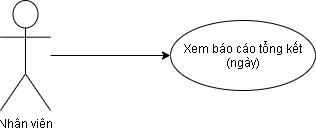 Xem báo cáo tổng kết
(ngày)
Nhân viên